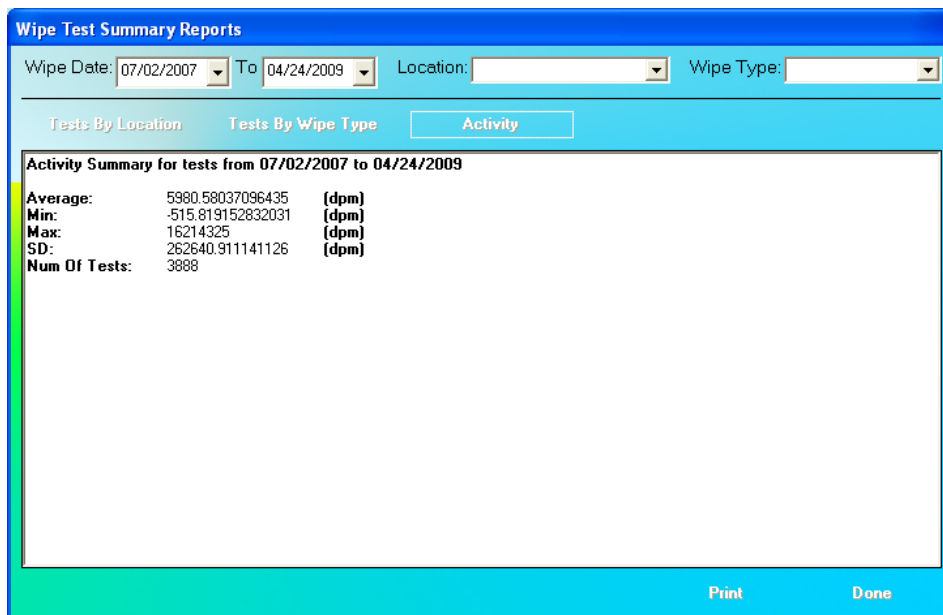 Wipe Test Summary Reports
Wipe Date: 07/02/2007 To 04/24/2009 Location: Wipe Type:
Tests By Location Tests By Wipe Type Activity
Activity Summary for tests from 07/02/2007 to 04/24/2009
Average: 5980.58037096435 (dpm)
Min: -515.819152832031 (dpm)
Max: 16214325 (dpm)
SD: 262640.911141126 (dpm)
Num Of Tests: 3888
Print Done